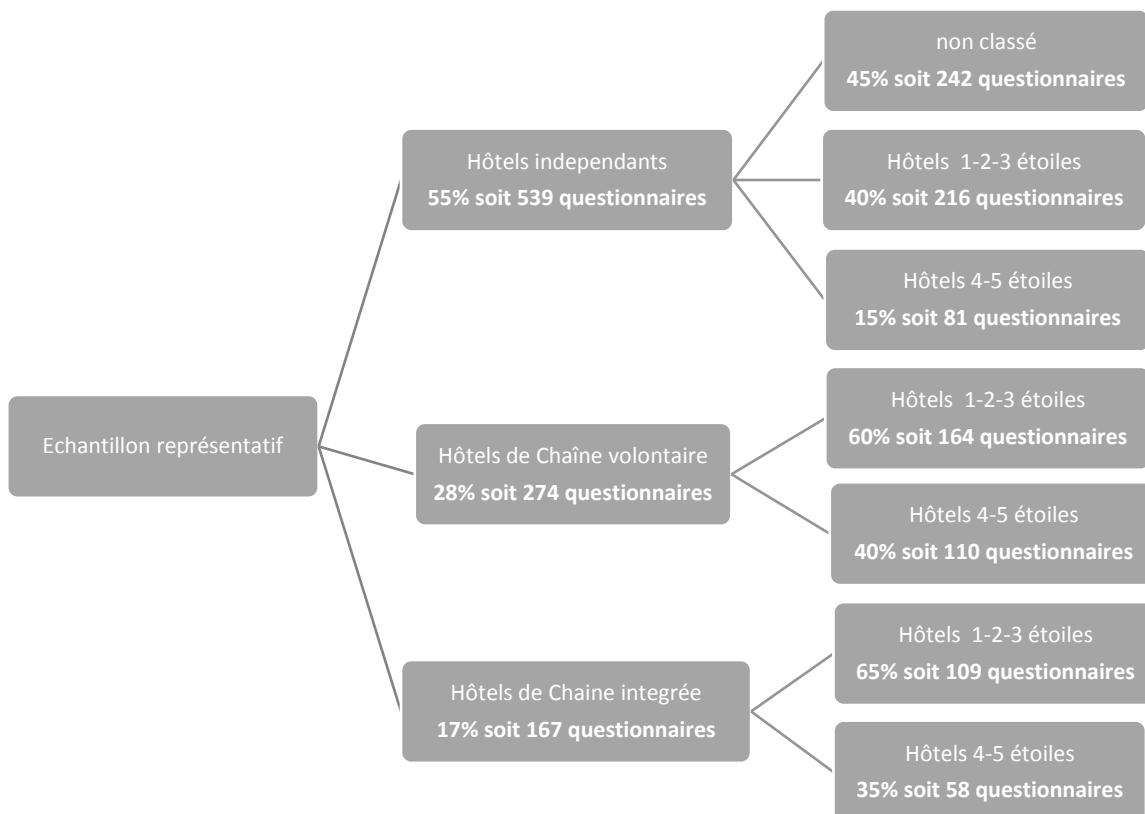 Echantillon représentatif
Hôtels independants
55% soit 539 questionnaires
non classé
45% soit 242 questionnaires
Hôtels 1-2-3 étoiles
40% soit 216 questionnaires
Hôtels 4-5 étoiles
15% soit 81 questionnaires
Hôtels de Chaîne volontaire
28% soit 274 questionnaires
Hôtels 1-2-3 étoiles
60% soit 164 questionnaires
Hôtels 4-5 étoiles
40% soit 110 questionnaires
Hôtels de Chaine integrée
17% soit 167 questionnaires
Hôtels 1-2-3 étoiles
65% soit 109 questionnaires
Hôtels 4-5 étoiles
35% soit 58 questionnaires